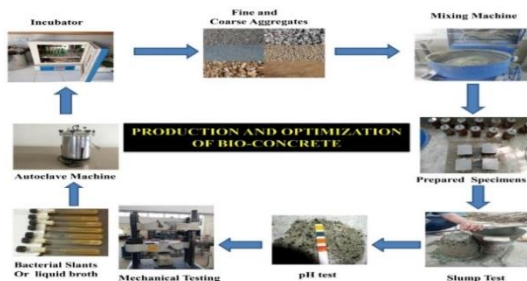 Incubator
Fine and
Coarse Aggregates
Mixing Machine
PRODUCTION AND OPTIMIZATION
OF BIO-CONCRETE
Autoclave Machine
Prepared Specimens
Bacterial Slants
Or liquid broth
Mechanical Testing
pH test
Slump Test